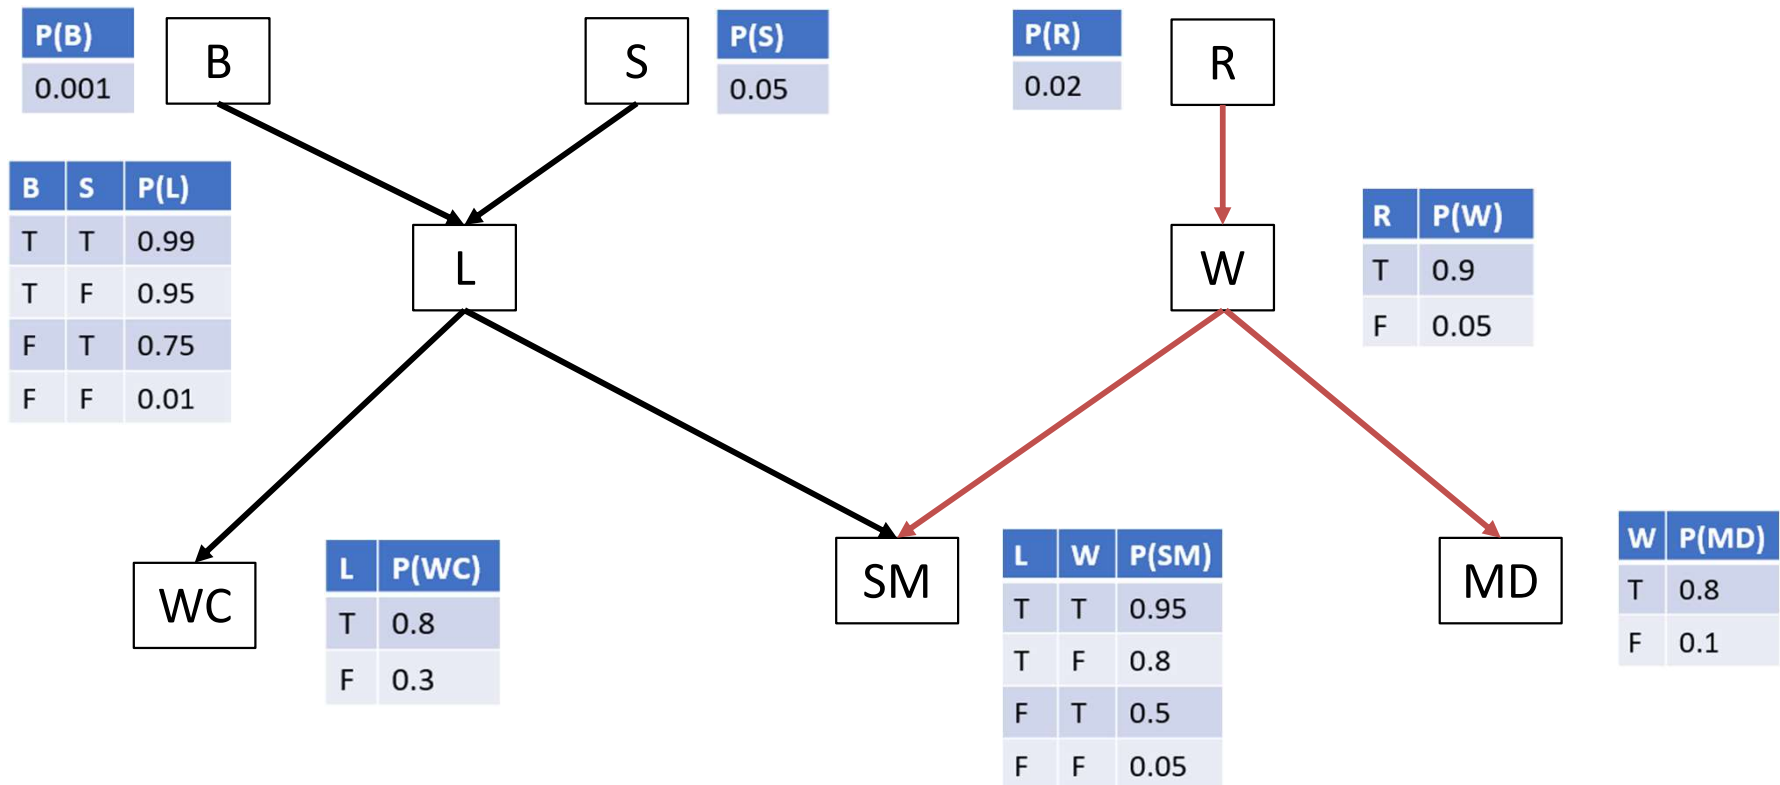 P(B)
0.001
B
S
P(S)
0.05
P(R)
0.02
R
B S P(L)
T T 0.99
T F 0.95
F T 0.75
F F 0.01
L
W
R P(W)
T 0.9
F 0.05
WC
L P(WC)
T 0.8
F 0.3
SM
L W P(SM)
T T 0.95
T F 0.8
F T 0.5
F F 0.05
MD
W P(MD)
T 0.8
F 0.1